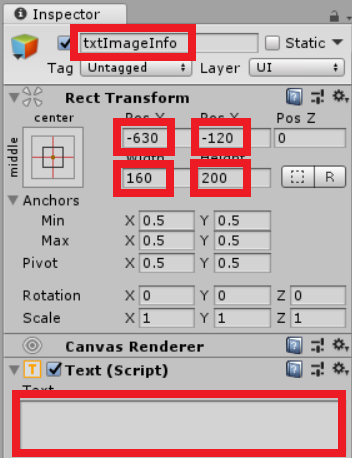 Inspector
txtImageInfo Static
Tag Untagged Layer UI
Rect Transform
center Pos X Pos Y Pos Z
middle -630 -120 0
Width Height
160 200 R
Anchors
Min X 0.5 Y 0.5
Max X 0.5 Y 0.5
Pivot X 0.5 Y 0.5
Rotation X 0 Y 0 Z 0
Scale X 1 Y 1 Z 1
Canvas Renderer
T Text (Script)
Text